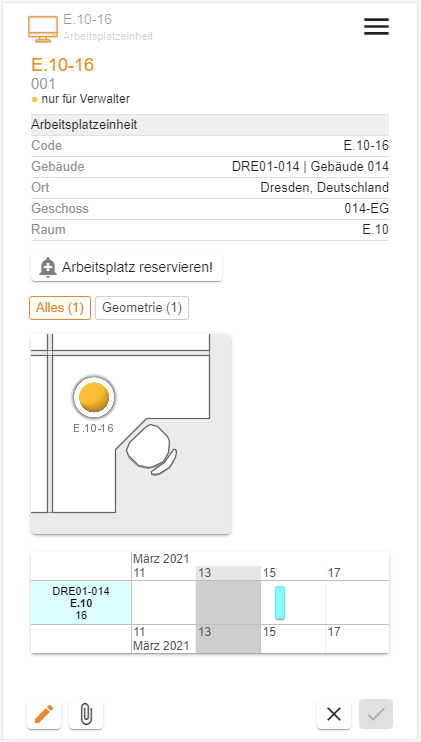 E.10-16
Arbeitsplatzeinheit
E.10-16
001
nur für Verwalter
Arbeitsplatzeinheit
Code E.10-16
Gebäude DRE01-014 | Gebäude 014
Ort Dresden, Deutschland
Geschoss 014-EG
Raum E.10
Arbeitsplatz reservieren!
Alles (1) Geometrie (1)
E.10-16
März 2021
11 13 15 17
DRE01-014
E.10
16
11 13 15 17
März 2021